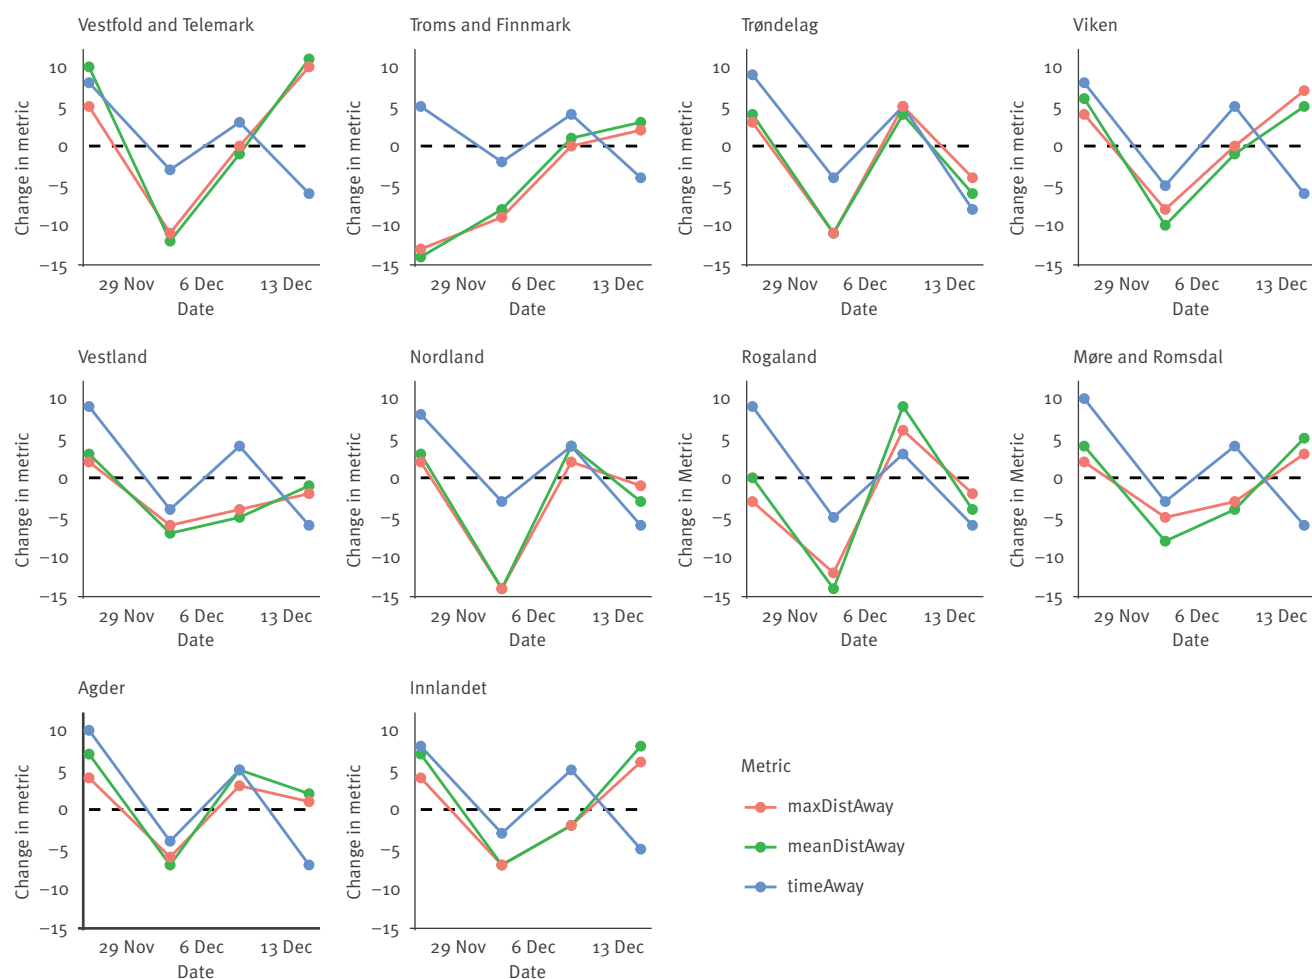 Vestfold and Telemark
Change in metric
10
5
0
−5
−10
−15
29 Nov 6 Dec 13 Dec
Date
Troms and Finnmark
Change in metric
10
5
0
−5
−10
−15
29 Nov 6 Dec 13 Dec
Date
Trøndelag
Change in metric
10
5
0
−5
−10
−15
29 Nov 6 Dec 13 Dec
Date
Viken
Change in metric
10
5
0
−5
−10
−15
29 Nov 6 Dec 13 Dec
Date
Vestland
Change in metric
10
5
0
−5
−10
−15
29 Nov 6 Dec 13 Dec
Date
Nordland
Change in metric
10
5
0
−5
−10
−15
29 Nov 6 Dec 13 Dec
Date
Rogaland
Change in Metric
10
5
0
−5
−10
−15
29 Nov 6 Dec 13 Dec
Date
Møre and Romsdal
Change in Metric
10
5
0
−5
−10
−15
29 Nov 6 Dec 13 Dec
Date
Agder
Change in metric
10
5
0
−5
−10
−15
29 Nov 6 Dec 13 Dec
Date
Innlandet
Change in metric
10
5
0
−5
−10
−15
29 Nov 6 Dec 13 Dec
Date
Metric
maxDistAway
meanDistAway
timeAway